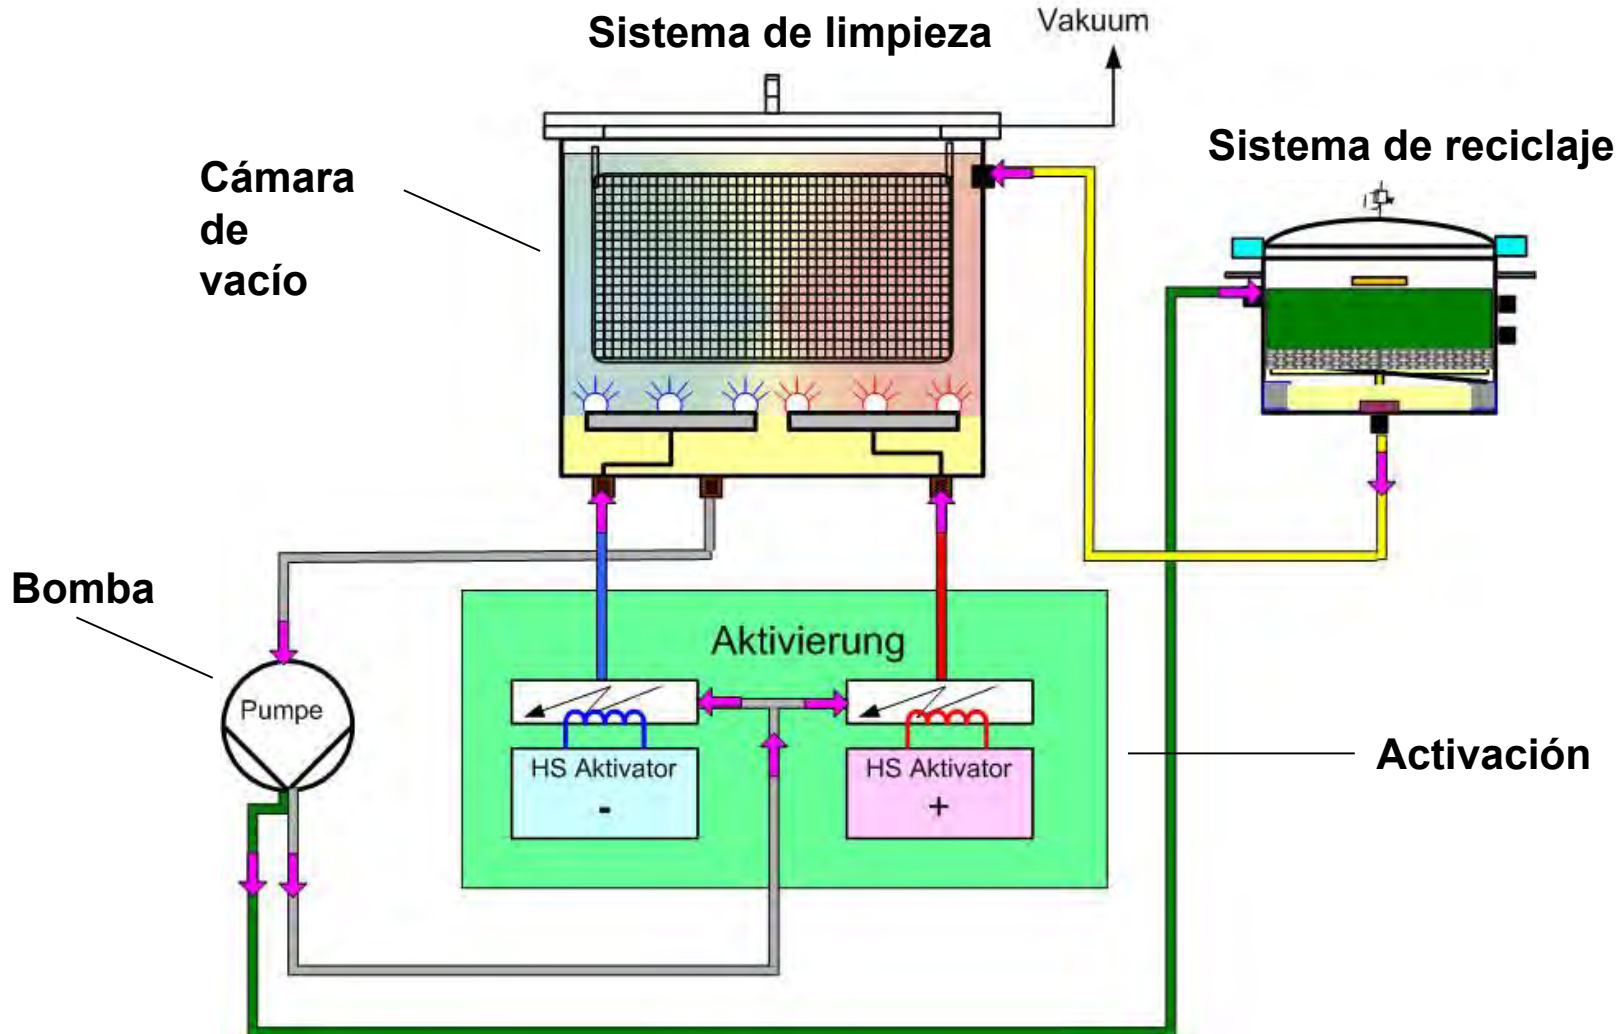 Sistema de limpieza
Vakuum
Sistema de reciclaje
Cámara
de
vacío
Bomba
Pumpe
Aktivierung
HS Aktivator
-
HS Aktivator
+
Activación